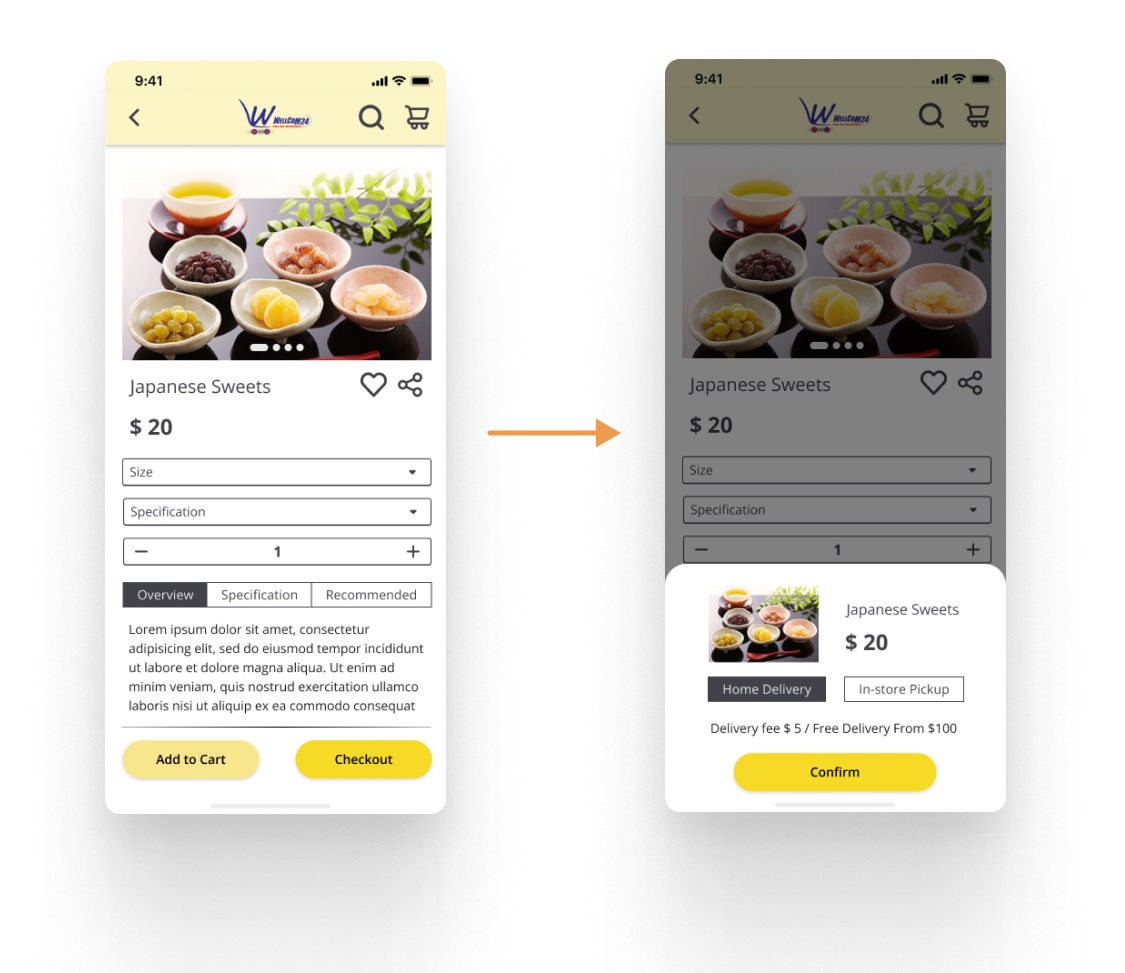 9:41
WELLCOM24
Japanese Sweets
$ 20
Size
Specification
1
Overview Specification Recommended
Lorem ipsum dolor sit amet, consectetur
adipisicing elit, sed do eiusmod tempor incididunt
ut labore et dolore magna aliqua. Ut enim ad
minim veniam, quis nostrud exercitation ullamco
laboris nisi ut aliquip ex ea commodo consequat
Add to Cart Checkout
9:41
WELLCOM24
Japanese Sweets
$ 20
Size
Specification
1
Japanese Sweets
$ 20
Home Delivery In-store Pickup
Delivery fee $ 5 / Free Delivery From $100
Confirm